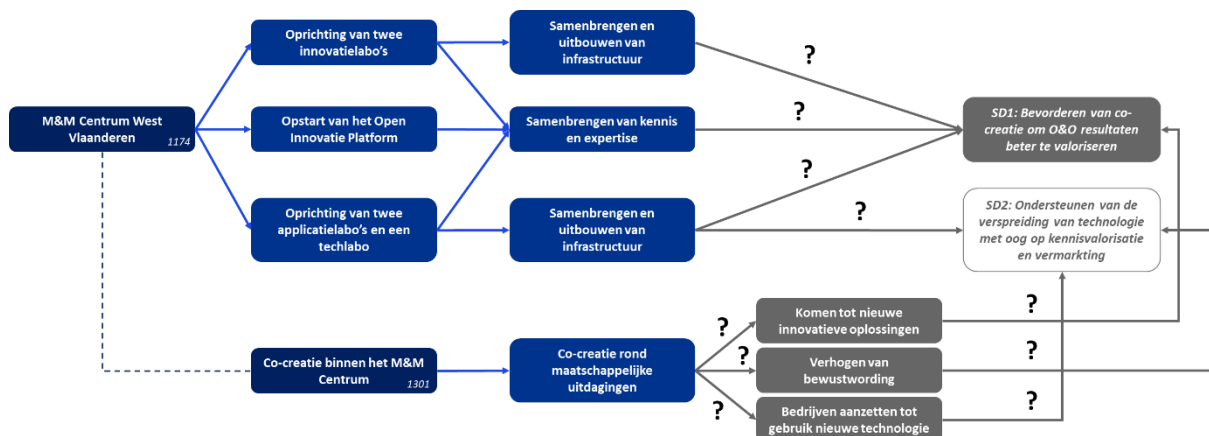 Oprichting van twee
innovatielabo's
Samenbrengen en
uitbouwen van
infrastructuur
?
M&M Centrum West
Vlaanderen
1174
Opstart van het Open
Innovatie Platform
Samenbrengen van kennis
en expertise
?
SD1: Bevorderen van co-
creatie om O&O resultaten
beter te valoriseren
?
Oprichting van twee
applicatielabo's en een
techlabo
Samenbrengen en
uitbouwen van
infrastructuur
?
SD2: Ondersteunen van de
verspreiding van technologie
met oog op kennisvalorisatie
en vermarkting
Komen tot nieuwe
innovatieve oplossingen
?
?
Co-creatie binnen het M&M
Centrum
1301
Co-creatie rond
maatschappelijke
uitdagingen
?
Verhogen van
bewustwording
?
?
Bedrijven aanzetten tot
gebruik nieuwe technologie
?